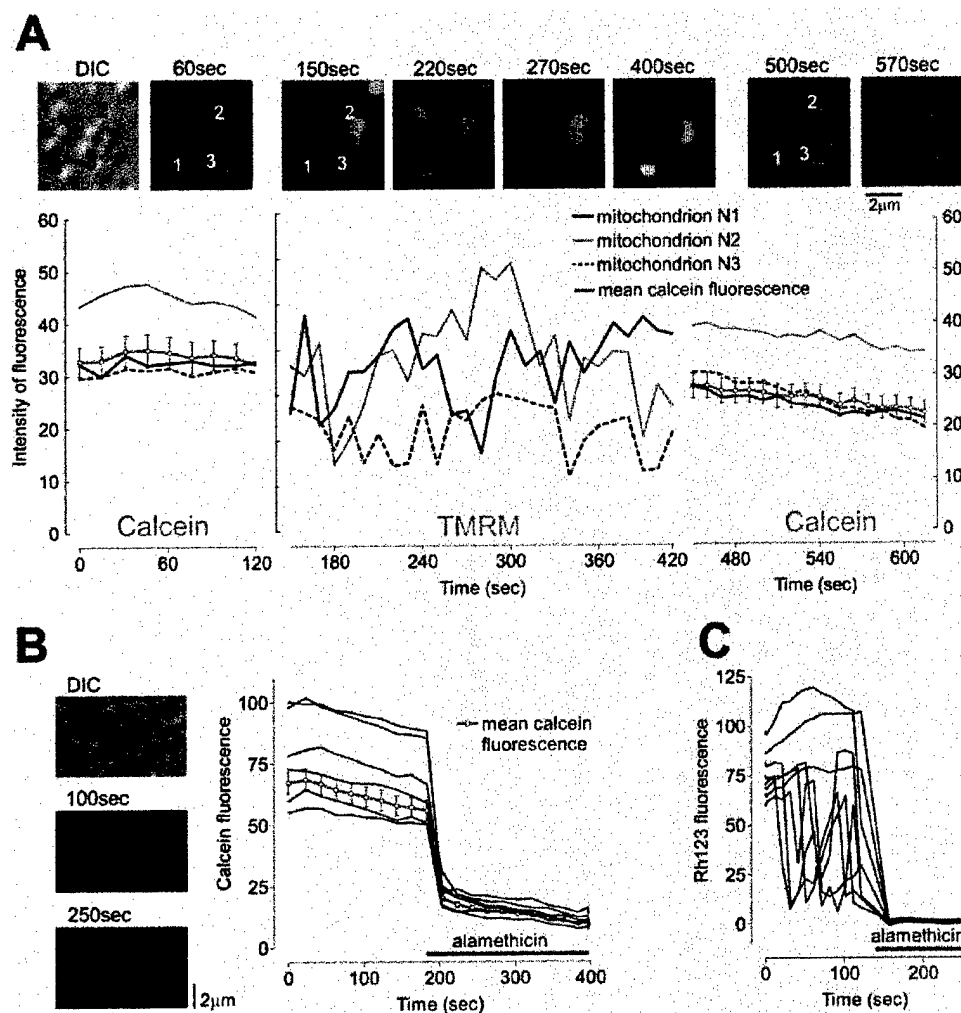 A
DIC 60sec 150sec 220sec 270sec 400sec 500sec 570sec
2 2 2
1 3 1 3 1 3
2μm
60 60
50 50
40 40
30 30
20 20
10 10
0 0
Intensity of fluorescence
mitochondrion N1
mitochondrion N2
mitochondrion N3
mean calcein fluorescence
Calcein TMRM Calcein
0 60 120 180 240 300 360 420 480 540 600
Time (sec) Time (sec)
B
DIC
100sec
250sec
2μm
Calcein fluorescence
100
75
50
25
0
mean calcein
fluorescence
alamethicin
0 100 200 300 400
Time (sec)
C
Rh123 fluorescence
125
100
75
50
25
0
alamethicin
0 100 200
Time (sec)